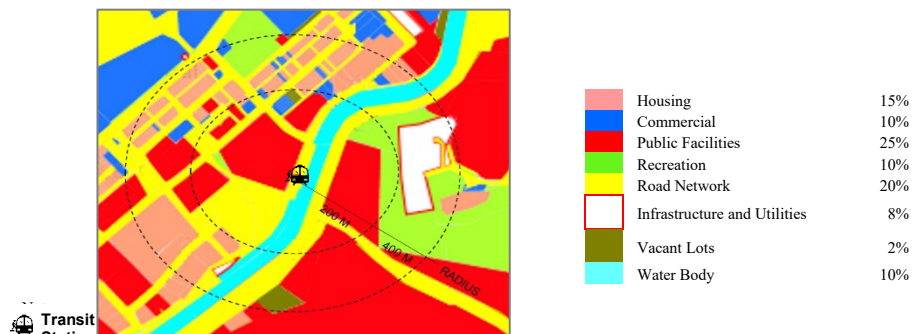 200 M
400 M
RADIUS
Housing 15%
Commercial 10%
Public Facilities 25%
Recreation 10%
Road Network 20%
Infrastructure and Utilities 8%
Vacant Lots 2%
Water Body 10%
Transit